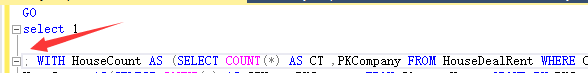 GO
select 1
; WITH HouseCount AS (SELECT COUNT(*) AS CT ,PKCompany FROM HouseDealRent WHERE